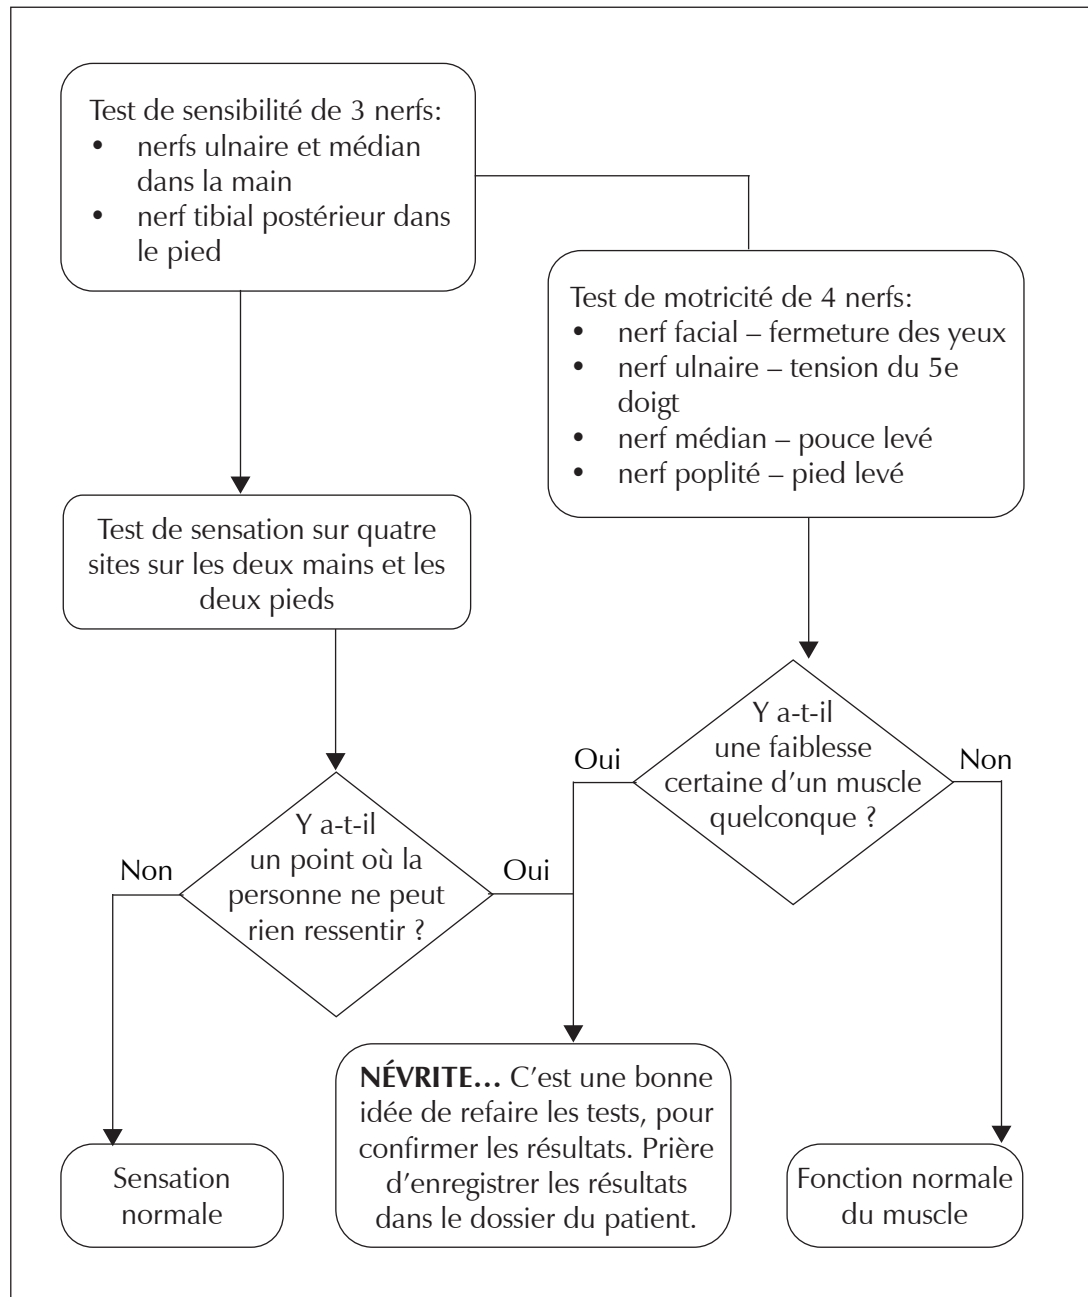 Test de sensibilité de 3 nerfs:
• nerfs ulnaire et médian
dans la main
• nerf tibial postérieur dans
le pied
Test de motricité de 4 nerfs:
• nerf facial – fermeture des yeux
• nerf ulnaire – tension du 5e
doigt
• nerf médian – pouce levé
• nerf poplité – pied levé
Test de sensation sur quatre
sites sur les deux mains et les
deux pieds
Y a-t-il
une faiblesse
certaine d'un muscle
quelconque ?
Oui
Non
Y a-t-il
un point où la
personne ne peut
rien ressentir ?
Non
Oui
NÉVRITE… C'est une bonne
idée de refaire les tests, pour
confirmer les résultats. Prière
d'enregistrer les résultats
dans le dossier du patient.
Sensation
normale
Fonction normale
du muscle